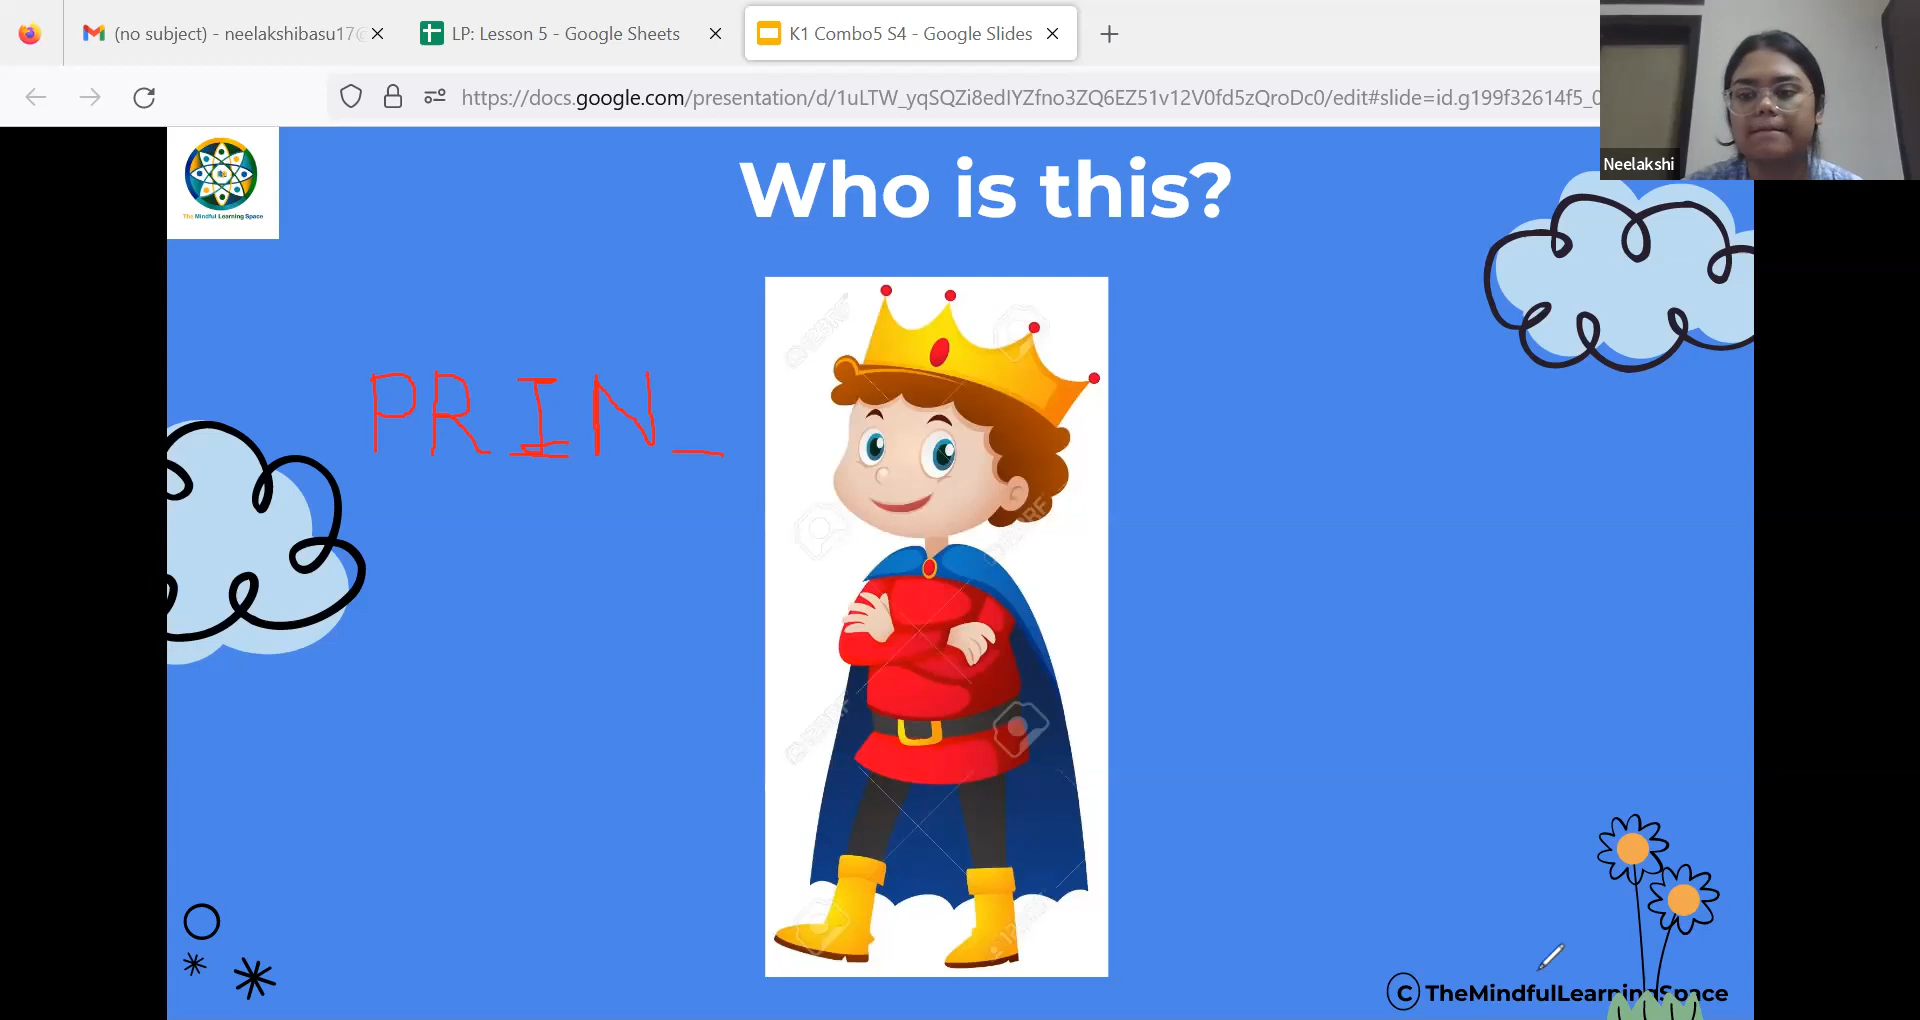 (no subject) - neelakshibasu17@
LP: Lesson 5 - Google Sheets
K1 Combo5 S4 - Google Slides
https://docs.google.com/presentation/d/1uLTW_yqSQZi8edIYZfno3ZQ6EZ51v12V0fd5zQroDc0/edit#slide=id.g199f32614f5_0
Neelakshi
The Mindful Learning Space
Who is this?
PRIN_
© TheMindfulLearningSpace